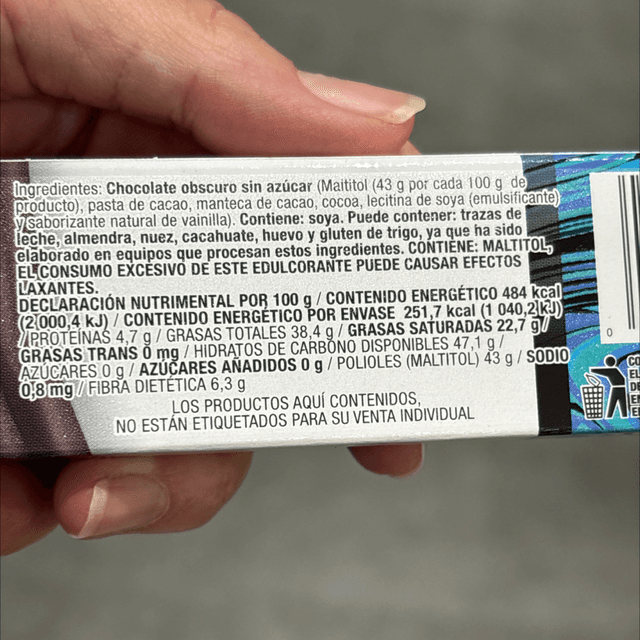 Ingredientes: Chocolate obscuro sin azúcar (Maltitol (43 g por cada 100 g de
producto), pasta de cacao, manteca de cacao, cocoa, lecitina de soya (emulsificante)
y saborizante natural de vainilla). Contiene: soya. Puede contener: trazas de
leche, almendra, nuez, cacahuate, huevo y gluten de trigo, ya que ha sido
elaborado en equipos que procesan estos ingredientes. CONTIENE: MALTITOL,
EL CONSUMO EXCESIVO DE ESTE EDULCORANTE PUEDE CAUSAR EFECTOS
LAXANTES.
DECLARACIÓN NUTRIMENTAL POR 100 g / CONTENIDO ENERGÉTICO 484 kcal
(2 000,4 kJ) / CONTENIDO ENERGÉTICO POR ENVASE 251,7 kcal (1 040,2 kJ)
/ PROTEÍNAS 4,7 g / GRASAS TOTALES 38,4 g / GRASAS SATURADAS 22,7 g /
GRASAS TRANS 0 mg / HIDRATOS DE CARBONO DISPONIBLES 47,1 g /
AZÚCARES 0 g / AZÚCARES AÑADIDOS 0 g / POLIOLES (MALTITOL) 43 g / SODIO
0,8 mg / FIBRA DIETÉTICA 6,3 g
LOS PRODUCTOS AQUÍ CONTENIDOS,
NO ESTÁN ETIQUETADOS PARA SU VENTA INDIVIDUAL
0